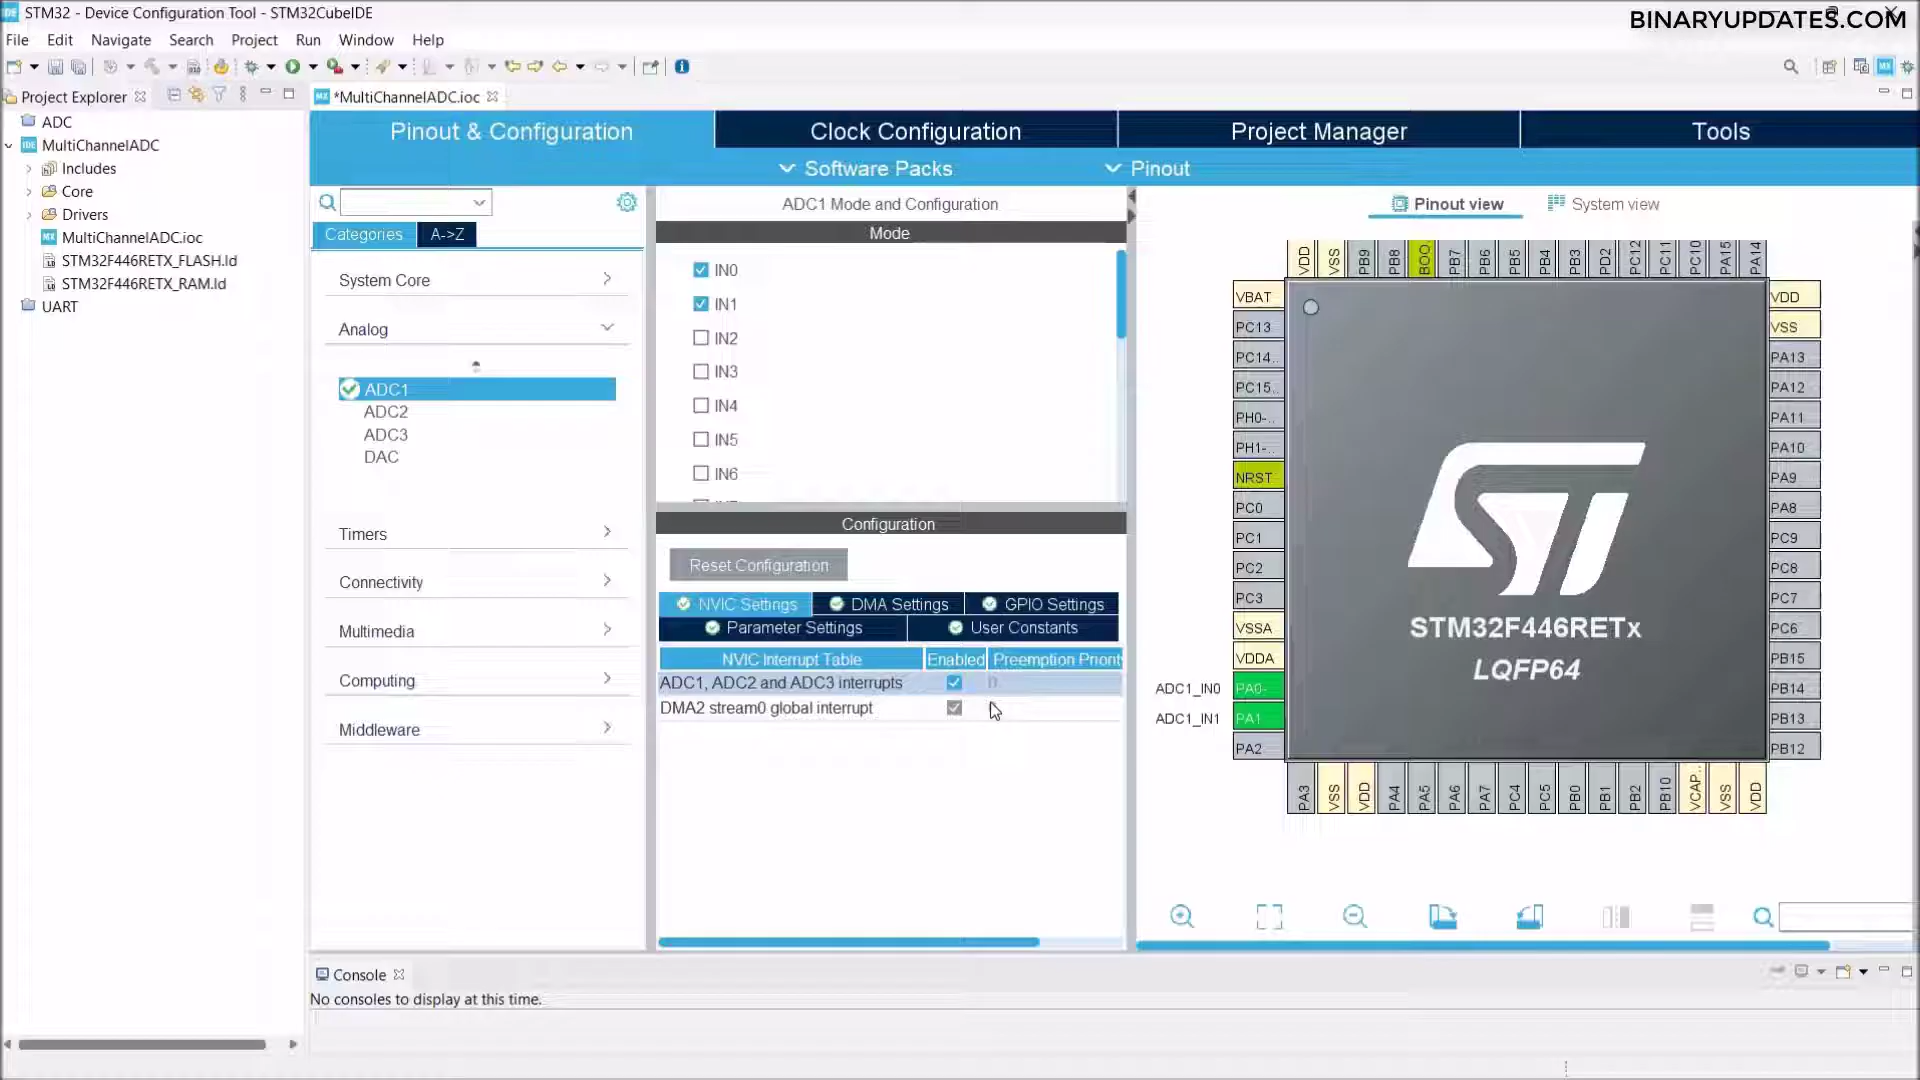 STM32 - Device Configuration Tool - STM32CubeIDE
BINARYUPDATES.COM
File Edit Navigate Search Project Run Window Help
Project Explorer
*MultiChannelADC.ioc
ADC
MultiChannelADC
Includes
Core
Drivers
MultiChannelADC.ioc
STM32F446RETX_FLASH.ld
STM32F446RETX_RAM.ld
UART
Pinout & Configuration
Clock Configuration
Project Manager
Tools
Software Packs
Pinout
Categories
A->Z
System Core
Analog
ADC1
ADC2
ADC3
DAC
Timers
Connectivity
Multimedia
Computing
Middleware
ADC1 Mode and Configuration
Mode
IN0
IN1
IN2
IN3
IN4
IN5
IN6
Configuration
Reset Configuration
NVIC Settings
DMA Settings
GPIO Settings
Parameter Settings
User Constants
NVIC Interrupt Table Enabled Preemption Priorit
ADC1, ADC2 and ADC3 interrupts 0
DMA2 stream0 global interrupt
Pinout view
System view
VDD VSS PB9 PB8 BOO PB7 PB6 PB5 PB4 PB3 PD2 PC12 PC11 PC10 PA15 PA14
VBAT
PC13
PC14..
PC15..
PH0-..
PH1-..
NRST
PC0
PC1
PC2
PC3
VSSA
VDDA
ADC1_IN0 PA0-
ADC1_IN1 PA1
PA2
STM32F446RETx
LQFP64
VDD
VSS
PA13
PA12
PA11
PA10
PA9
PA8
PC9
PC8
PC7
PC6
PB15
PB14
PB13
PB12
PA3 VSS VDD PA4 PA5 PA6 PA7 PC4 PC5 PB0 PB1 PB2 PB10 VCAP.. VSS VDD
Console
No consoles to display at this time.